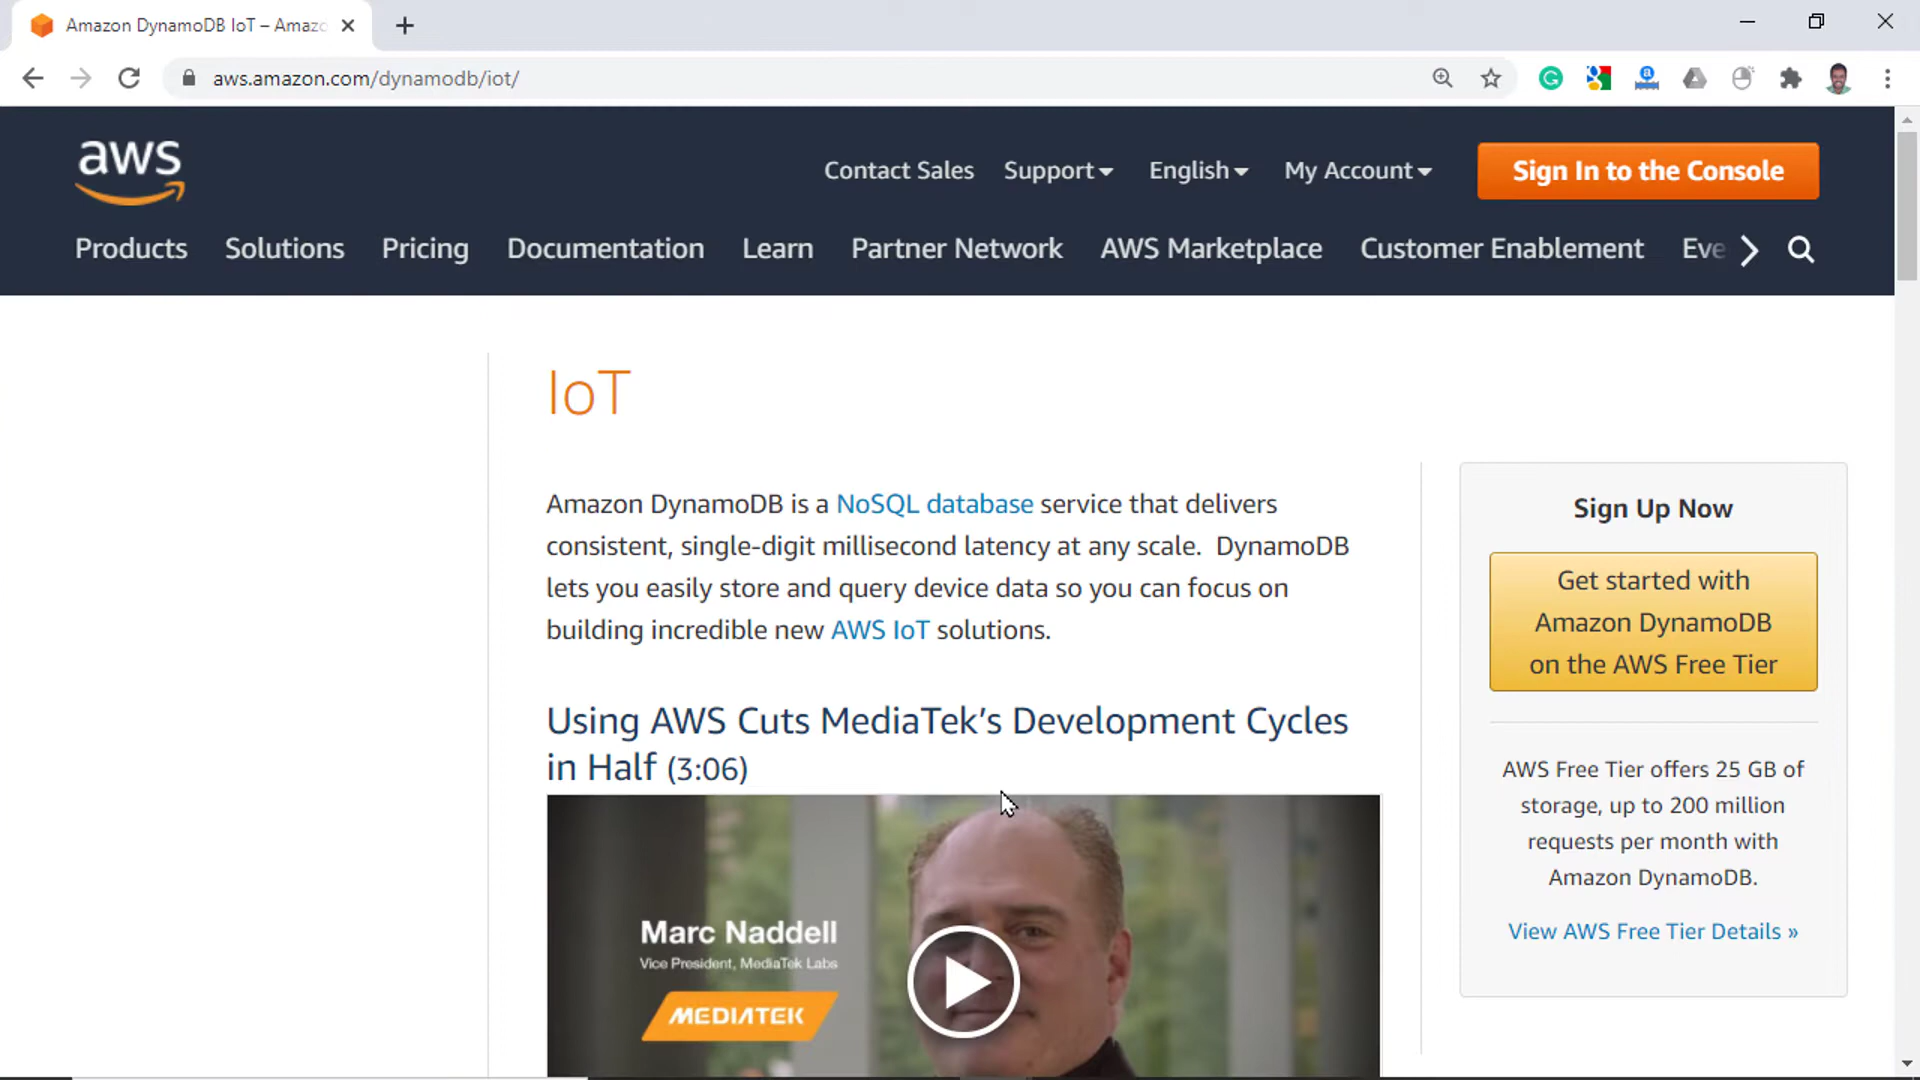 Amazon DynamoDB IoT – Amazo
aws.amazon.com/dynamodb/iot/
aws
Contact Sales Support English My Account Sign In to the Console
Products Solutions Pricing Documentation Learn Partner Network AWS Marketplace Customer Enablement Eve
IoT
Amazon DynamoDB is a NoSQL database service that delivers
consistent, single-digit millisecond latency at any scale. DynamoDB
lets you easily store and query device data so you can focus on
building incredible new AWS IoT solutions.
Using AWS Cuts MediaTek’s Development Cycles
in Half (3:06)
Marc Naddell
Vice President, MediaTek Labs
MEDIATEK
Sign Up Now
Get started with
Amazon DynamoDB
on the AWS Free Tier
AWS Free Tier offers 25 GB of
storage, up to 200 million
requests per month with
Amazon DynamoDB.
View AWS Free Tier Details »